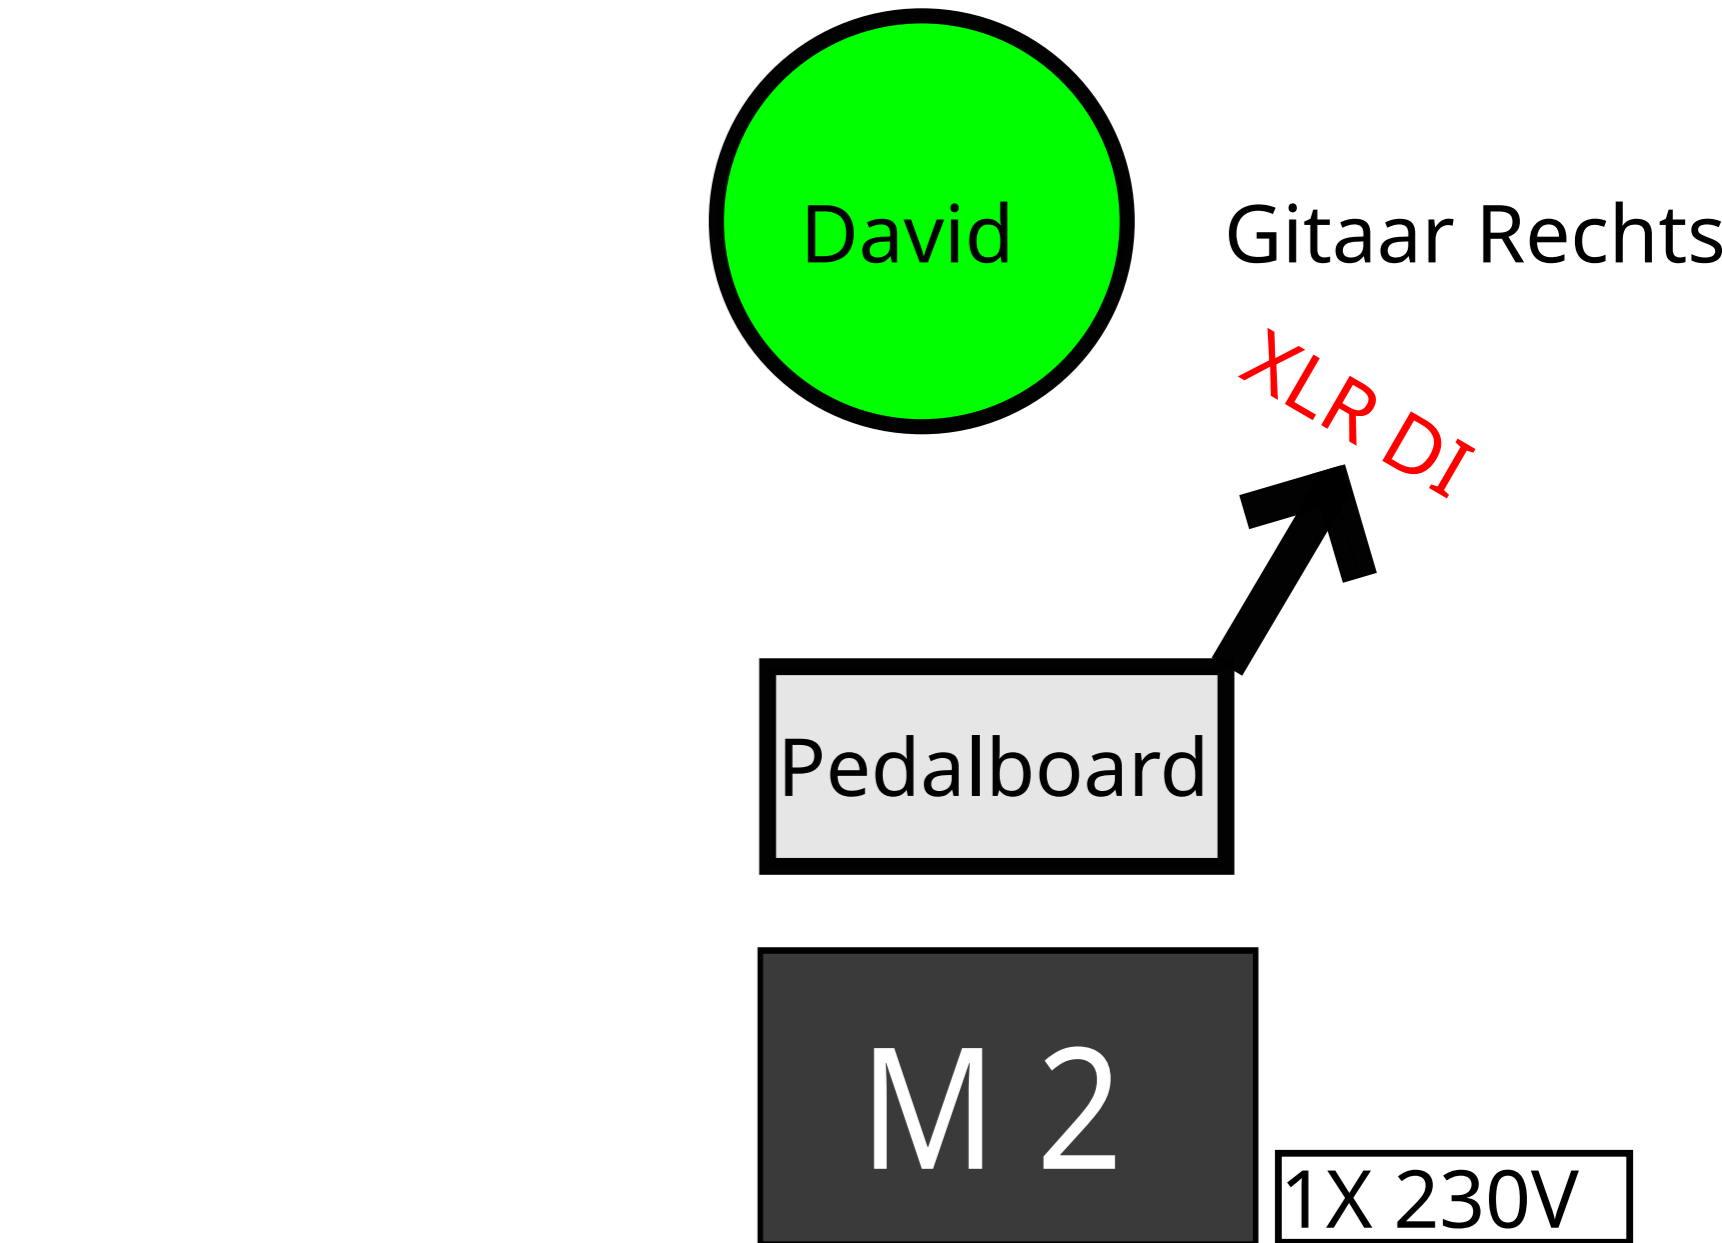 David
Gitaar Rechts
XLR DI
Pedalboard
M 2
1X 230V